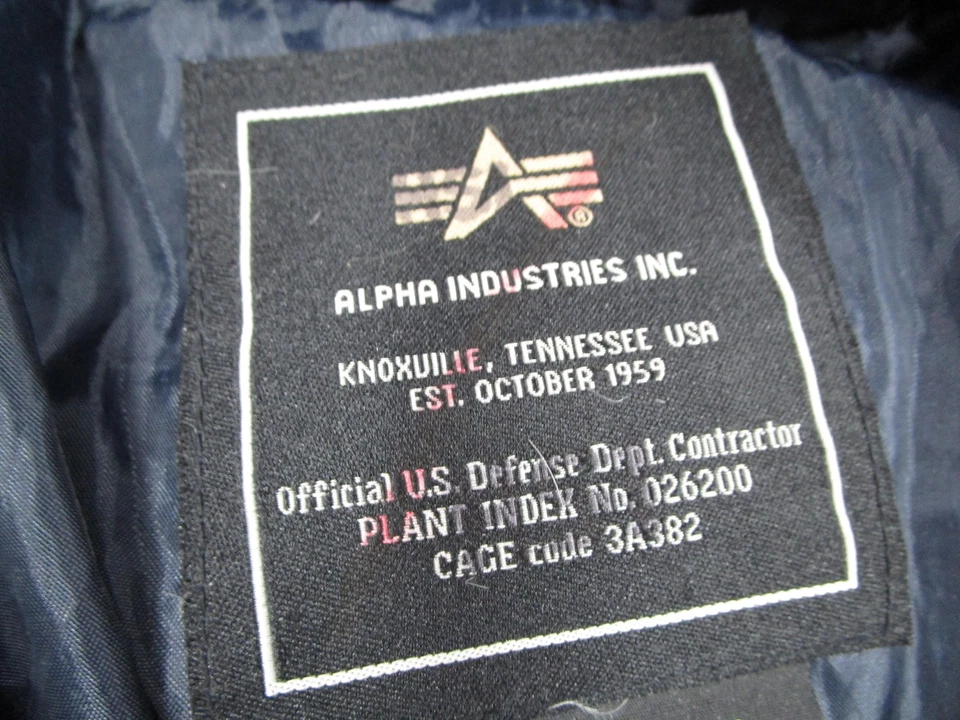 ®
ALPHA INDUSTRIES INC.
KNOXVILLE, TENNESSEE USA
EST. OCTOBER 1959
Official U.S. Defense Dept. Contractor
PLANT INDEX No. 026200
CAGE code 3A382